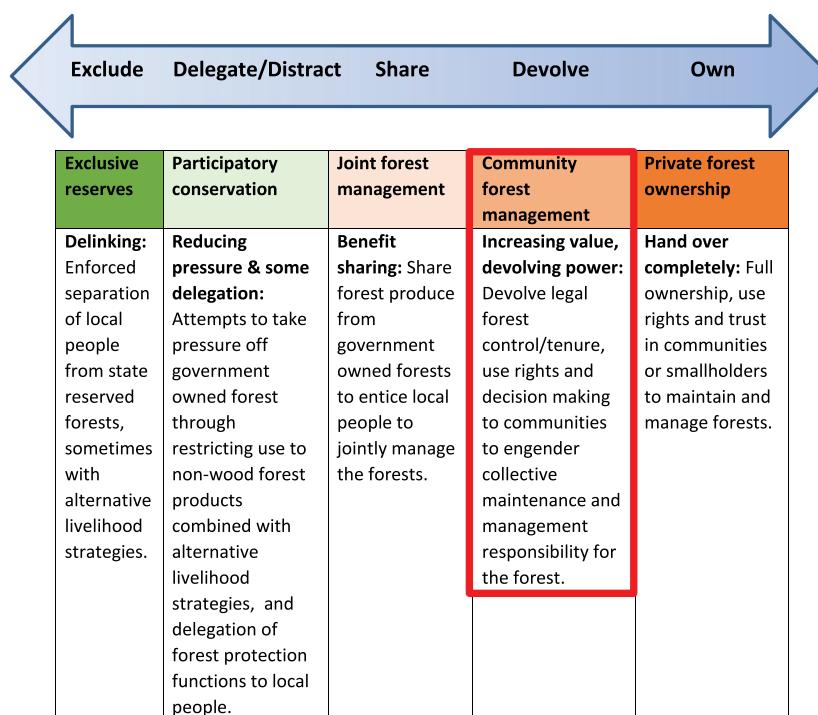 Exclude Delegate/Distract Share Devolve Own
Exclusive
reserves
Participatory
conservation
Joint forest
management
Community
forest
management
Private forest
ownership
Delinking:
Enforced
separation
of local
people
from state
reserved
forests,
sometimes
with
alternative
livelihood
strategies.
Reducing
pressure & some
delegation:
Attempts to take
pressure off
government
owned forest
through
restricting use to
non-wood forest
products
combined with
alternative
livelihood
strategies, and
delegation of
forest protection
functions to local
people.
Benefit
sharing: Share
forest produce
from
government
owned forests
to entice local
people to
jointly manage
the forests.
Increasing value,
devolving power:
Devolve legal
forest
control/tenure,
use rights and
decision making
to communities
to engender
collective
maintenance and
management
responsibility for
the forest.
Hand over
completely: Full
ownership, use
rights and trust
in communities
or smallholders
to maintain and
manage forests.